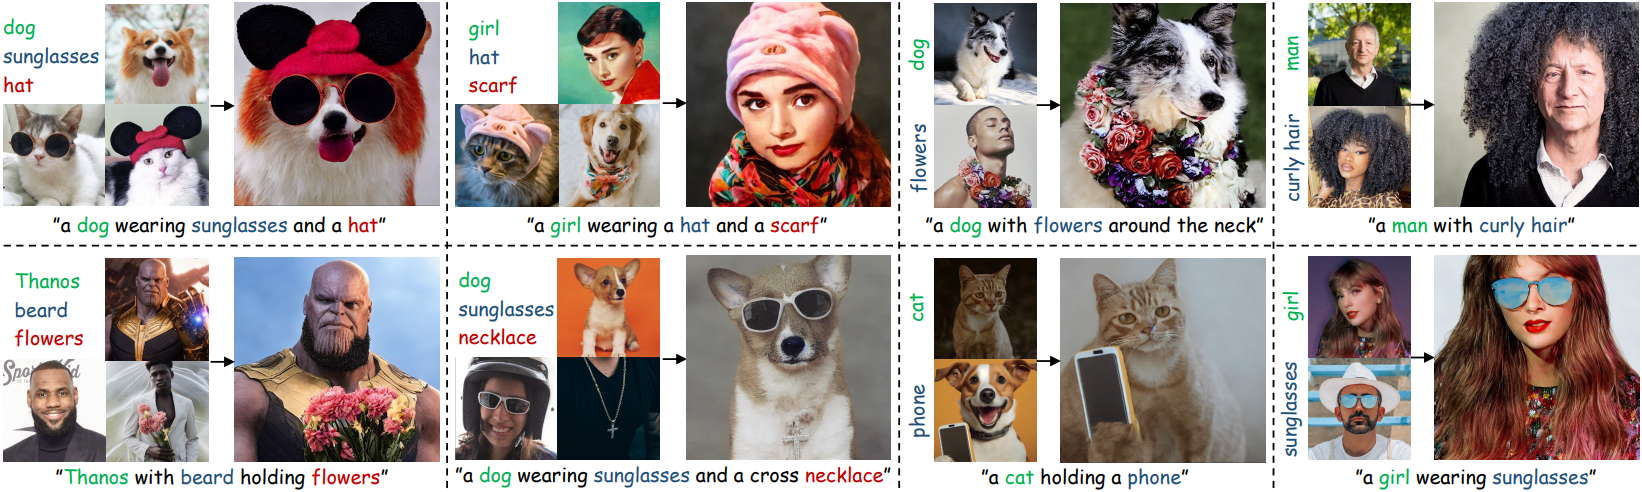 dog
sunglasses
hat
"a dog wearing sunglasses and a hat"
girl
hat
scarf
"a girl wearing a hat and a scarf"
dog
flowers
"a dog with flowers around the neck"
man
curly hair
"a man with curly hair"
Thanos
beard
flowers
"Thanos with beard holding flowers"
dog
sunglasses
necklace
"a dog wearing sunglasses and a cross necklace"
cat
phone
"a cat holding a phone"
girl
sunglasses
"a girl wearing sunglasses"